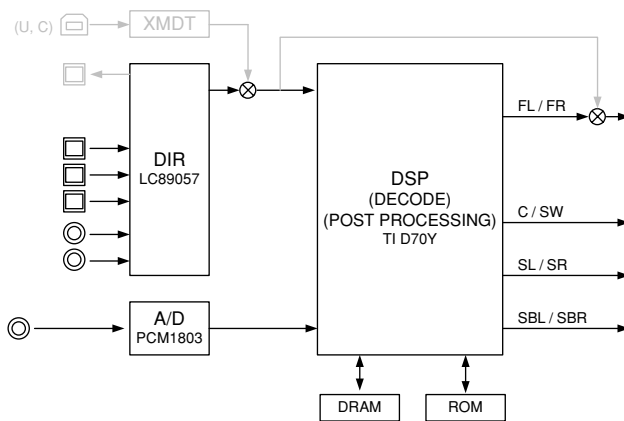 (U, C)
XMDT
DIR
LC89057
DSP
(DECODE)
(POST PROCESSING)
TI D70Y
FL / FR
C / SW
SL / SR
SBL / SBR
A/D
PCM1803
DRAM
ROM